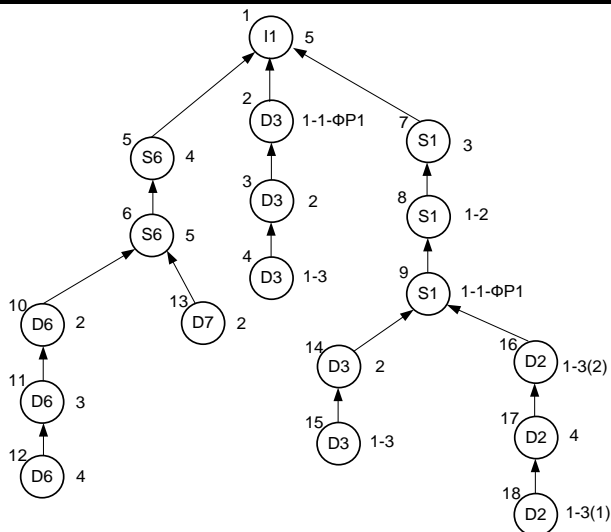 1 I1 5
2 D3 1-1-ФР1
7 S1 3
5 S6 4
3 D3 2
8 S1 1-2
6 S6 5
4 D3 1-3
9 S1 1-1-ФР1
10 D6 2
13 D7 2
14 D3 2
16 D2 1-3(2)
11 D6 3
15 D3 1-3
17 D2 4
12 D6 4
18 D2 1-3(1)